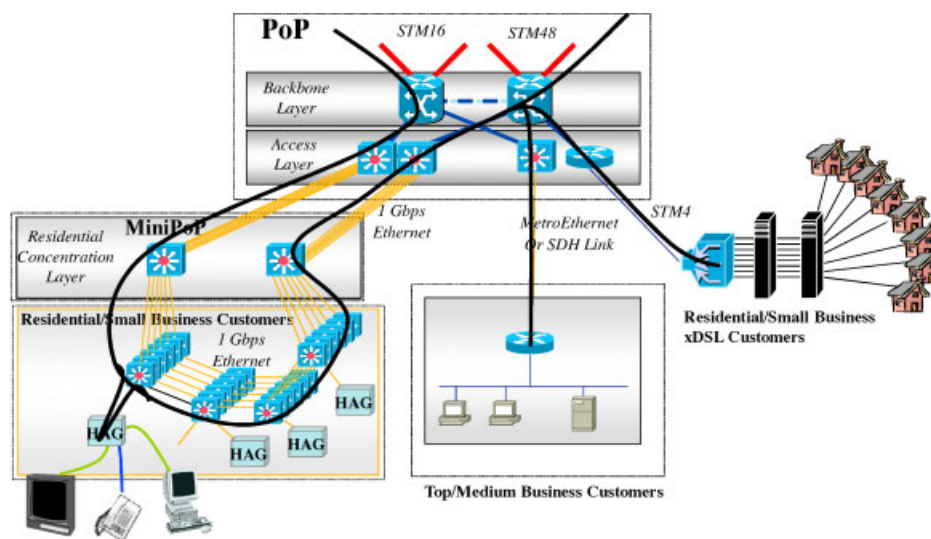 PoP
STM16
STM48
Backbone
Layer
Access
Layer
1 Gbps
Ethernet
MetroEthernet
Or SDH Link
STM4
MiniPoP
Residential
Concentration
Layer
Residential/Small Business Customers
1 Gbps
Ethernet
HAG
HAG
HAG
HAG
Residential/Small Business
xDSL Customers
Top/Medium Business Customers